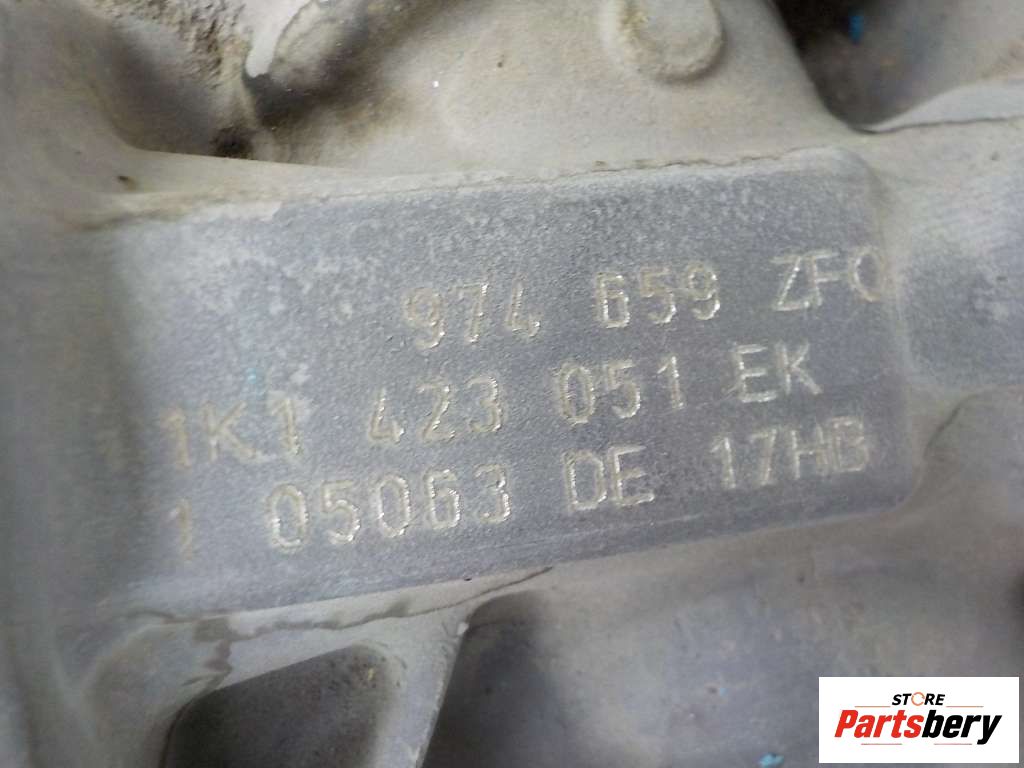 974 659 ZFO
1K1 423 051 EK
1 05063 DE 17HB
STORE
Partsbery